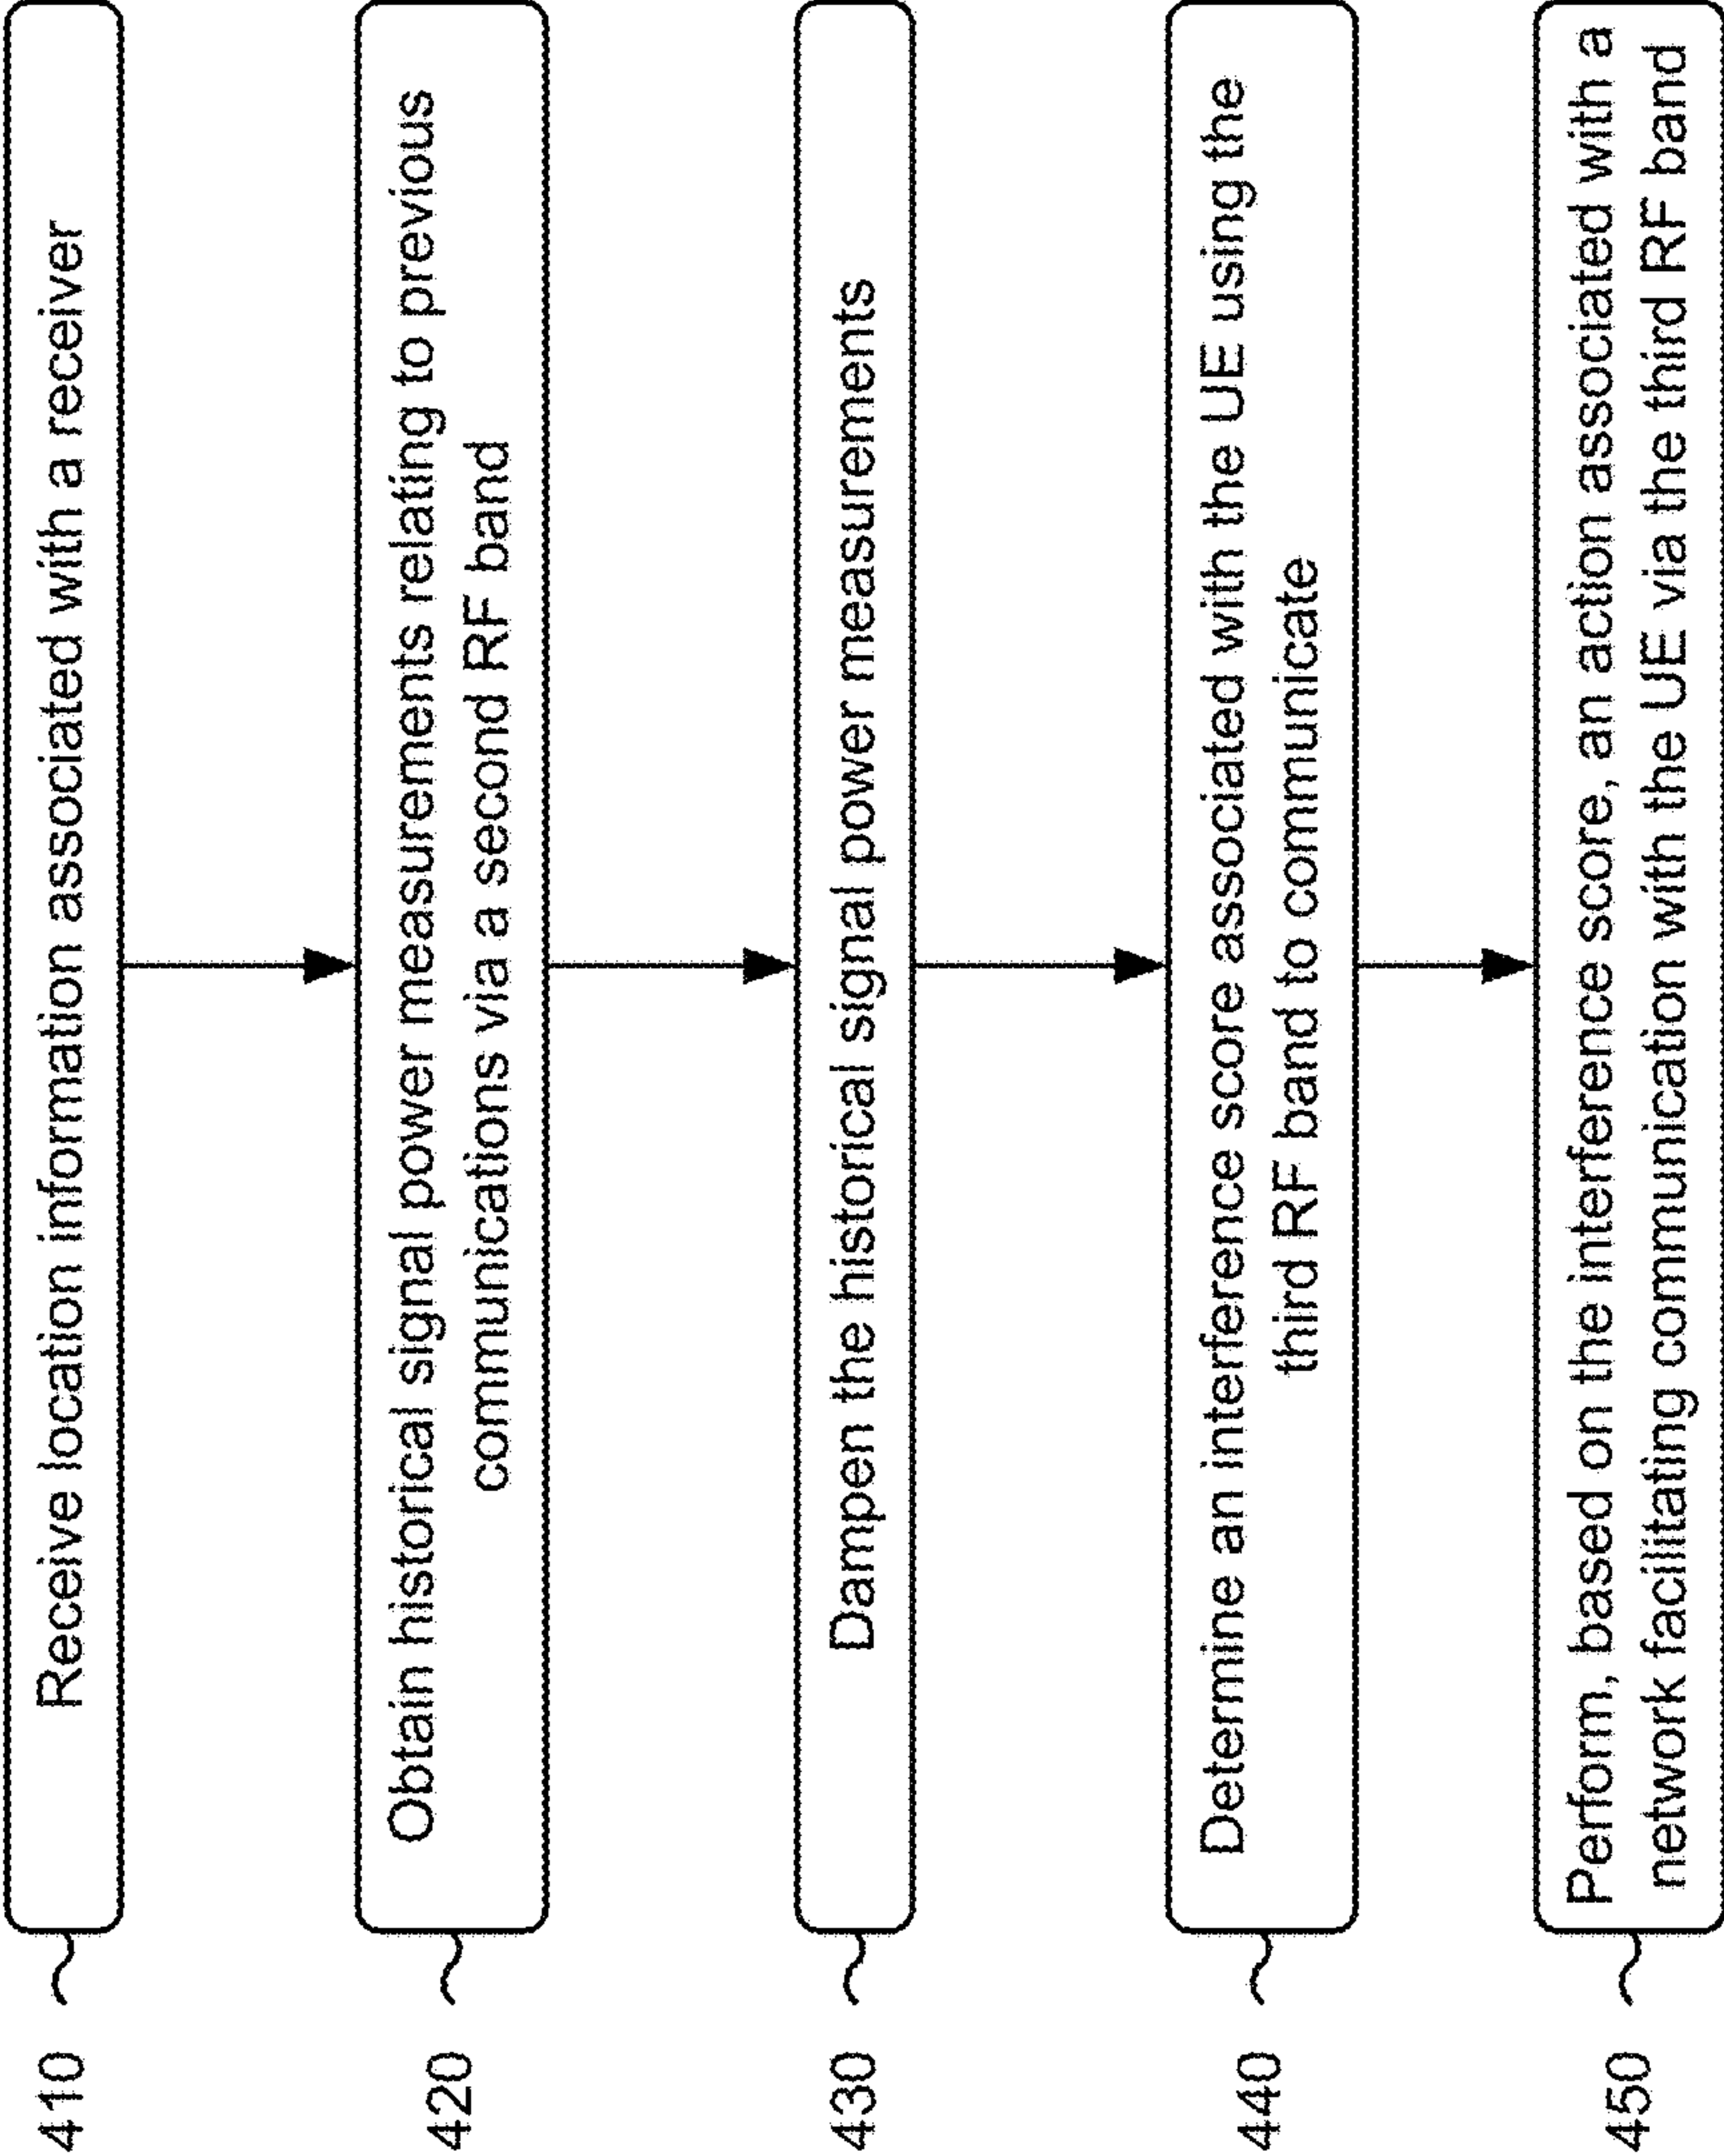 410
Receive location information associated with a receiver
420
Obtain historical signal power measurements relating to previous
communications via a second RF band
430
Dampen the historical signal power measurements
440
Determine an interference score associated with the UE using the
third RF band to communicate
450
Perform, based on the interference score, an action associated with a
network facilitating communication with the UE via the third RF band